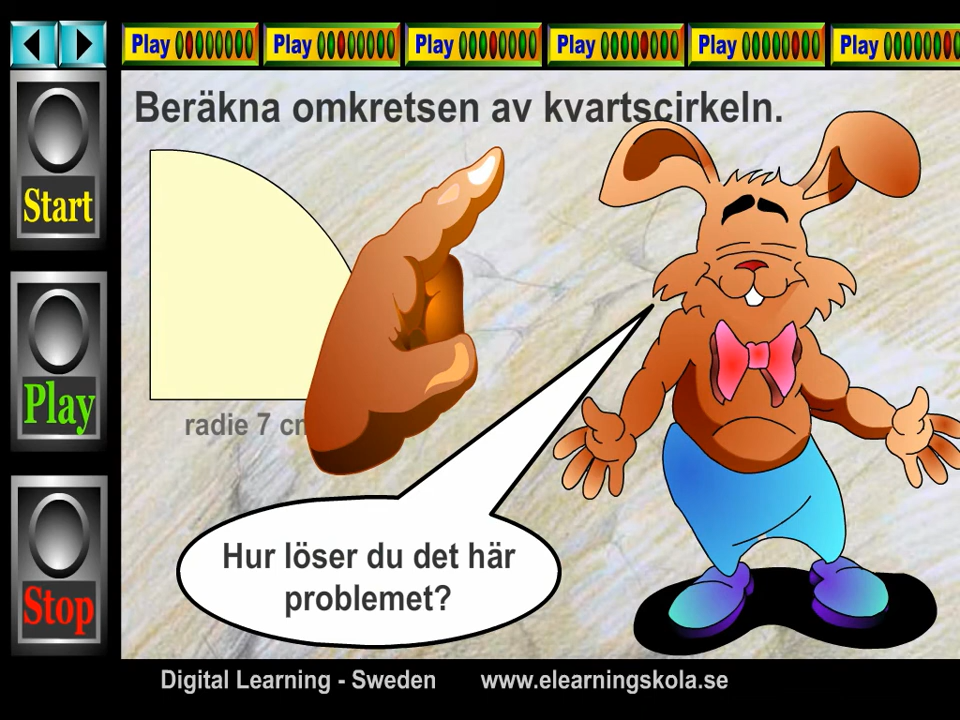 Play Play Play Play Play Play
Beräkna omkretsen av kvartscirkeln.
Start
Play
radie 7
Hur löser du det här
problemet?
Stop
Digital Learning - Sweden www.elearningskola.se